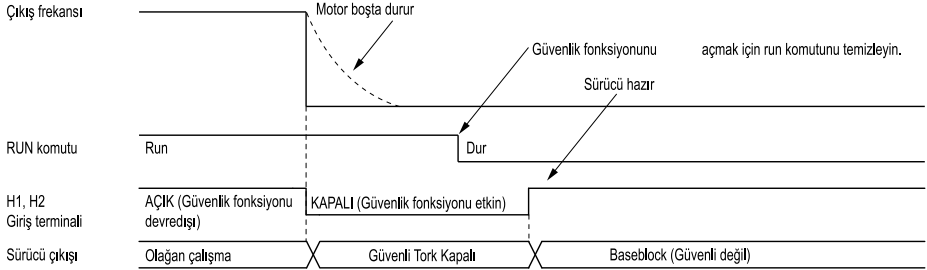 Çıkış frekansı
Motor boşta durur
Güvenlik fonksiyonunu açmak için run komutunu temizleyin.
Sürücü hazır
RUN komutu
Run
Dur
H1, H2
Giriş terminali
AÇIK (Güvenlik fonksiyonu
devredışı)
KAPALI (Güvenlik fonksiyonu etkin)
Sürücü çıkışı
Olağan çalışma
Güvenli Tork Kapalı
Baseblock (Güvenli değil)